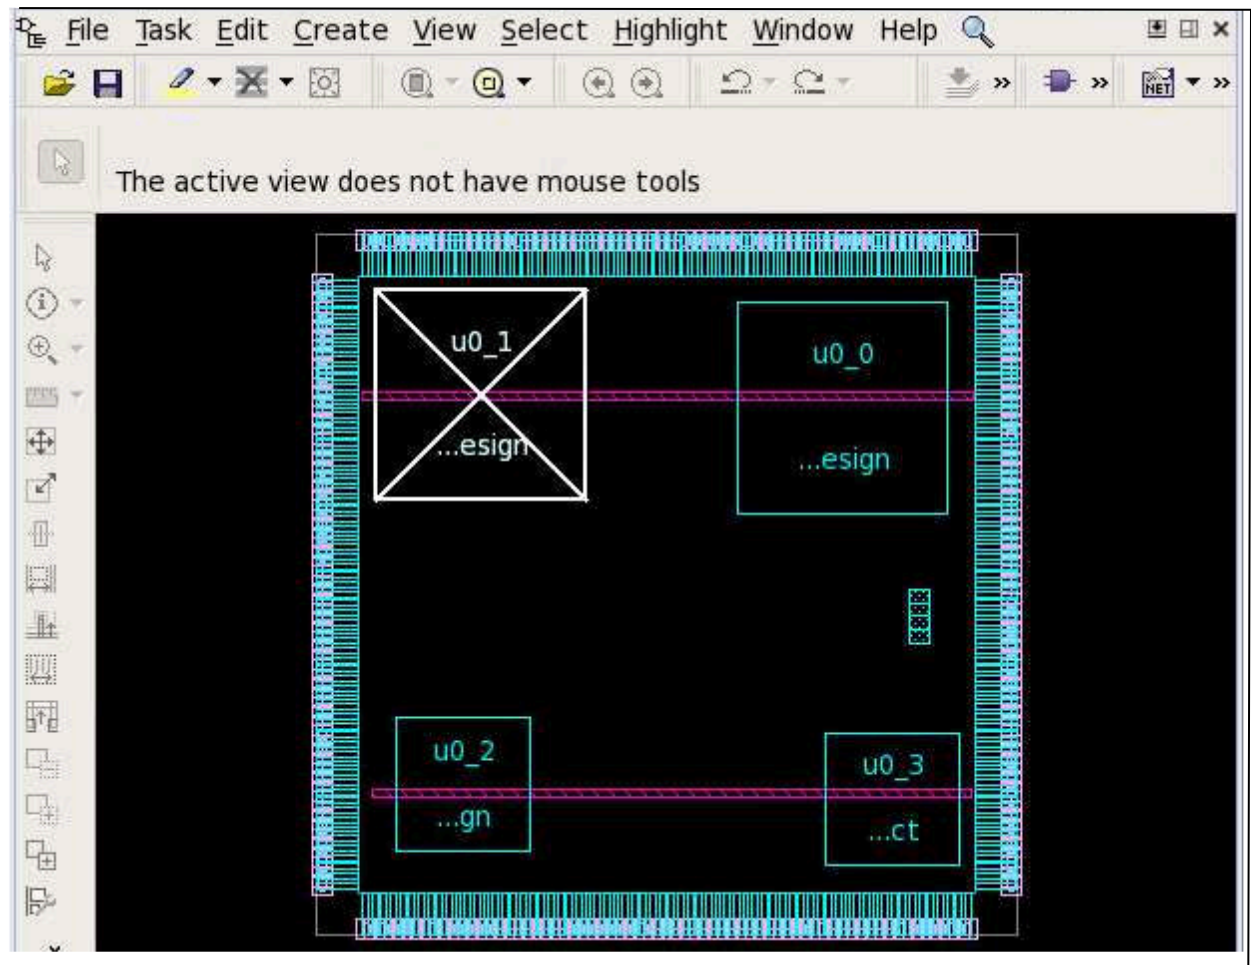 File Task Edit Create View Select Highlight Window Help
NET
The active view does not have mouse tools
u0_1
u0_0
...esign
...esign
u0_2
u0_3
...gn
...ct